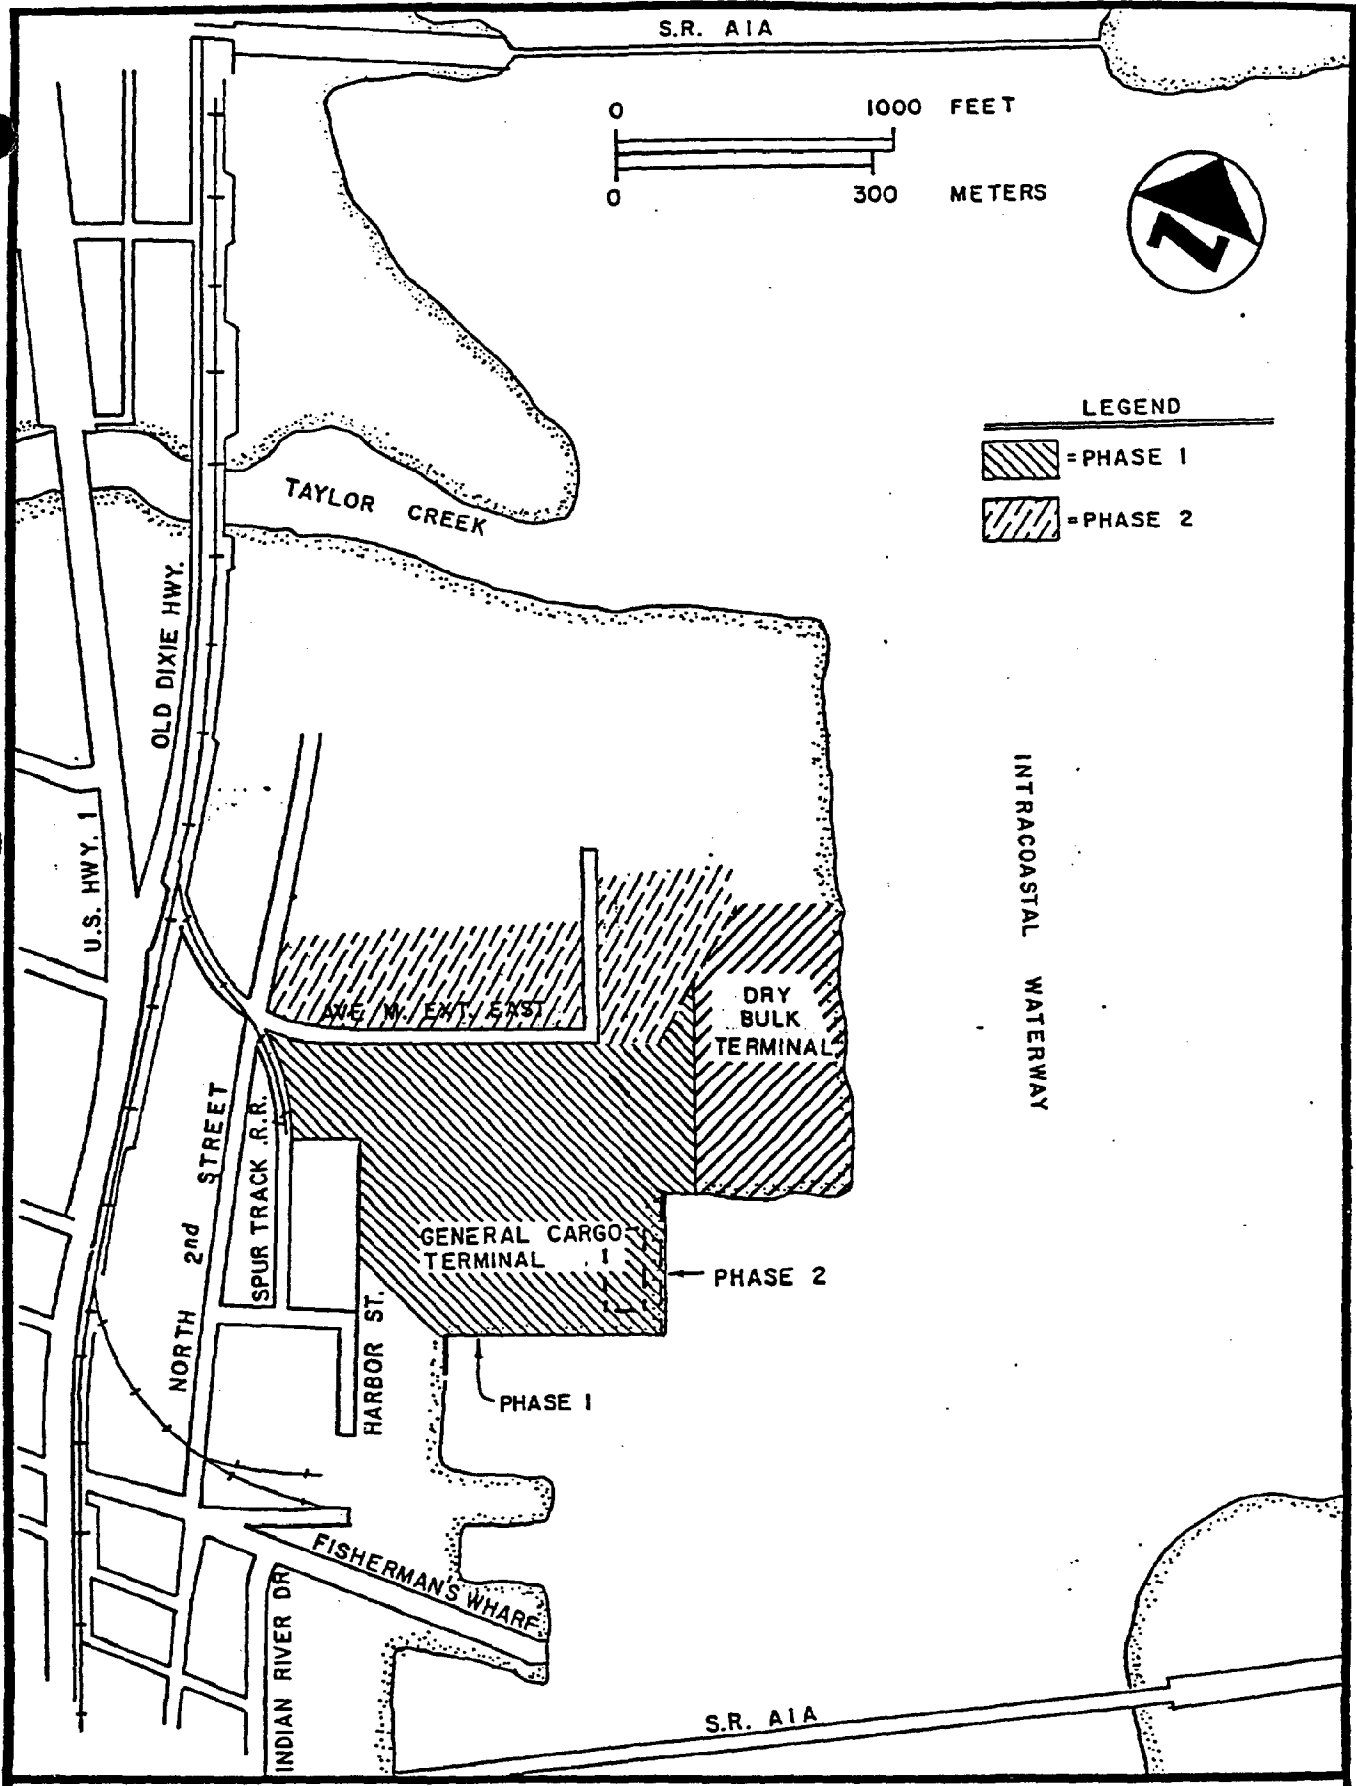 S.R. A1A
0 1000 FEET
0 300 METERS
N
LEGEND
= PHASE 1
= PHASE 2
TAYLOR CREEK
OLD DIXIE HWY.
U.S. HWY. 1
INTRACOASTAL WATERWAY
AVE M. EXT. EAST
DRY
BULK
TERMINAL
NORTH 2nd STREET
SPUR TRACK R.R.
GENERAL CARGO
TERMINAL 1
PHASE 2
HARBOR ST.
PHASE 1
FISHERMAN'S WHARF
INDIAN RIVER DR.
S.R. A1A